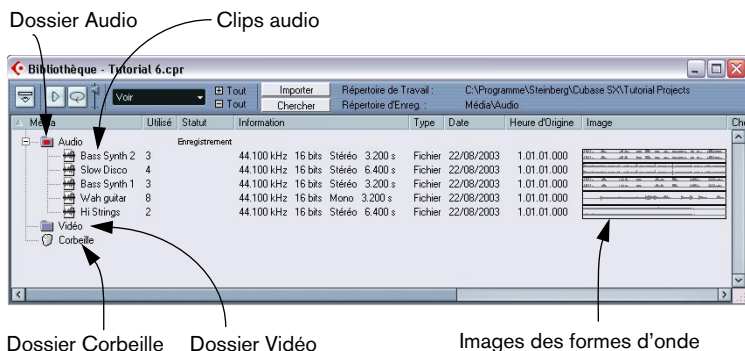 Dossier Audio
Clips audio
Bibliothèque - Tutorial 6.cpr
Voir
Tout
Tout
Importer
Chercher
Répertoire de Travail :
C:\Programme\Steinberg\Cubase SX\Tutorial Projects
Répertoire d'Enreg. :
Média\Audio
Média Utilisé Statut Information Type Date Heure d'Origine Image
Audio Enregistrement
Bass Synth 2 3 44.100 kHz 16 bits Stéréo 3.200 s Fichier 22/08/2003 1.01.01.000
Slow Disco 4 44.100 kHz 16 bits Stéréo 6.400 s Fichier 22/08/2003 1.01.01.000
Bass Synth 1 3 44.100 kHz 16 bits Stéréo 3.200 s Fichier 22/08/2003 1.01.01.000
Wah guitar 8 44.100 kHz 16 bits Mono 3.200 s Fichier 22/08/2003 1.01.01.000
Hi Strings 2 44.100 kHz 16 bits Stéréo 6.400 s Fichier 22/08/2003 1.01.01.000
Vidéo
Corbeille
Dossier Corbeille
Dossier Vidéo
Images des formes d'onde